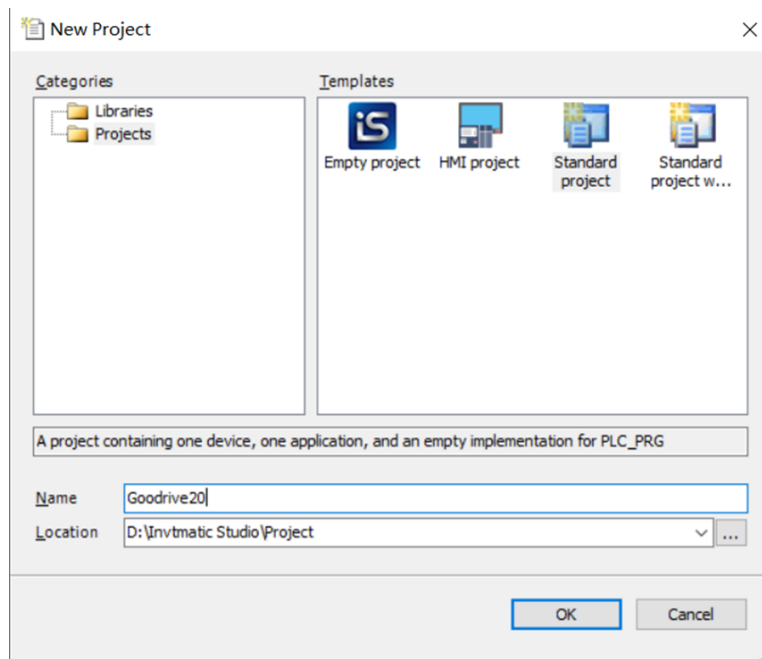 New Project
Categories
Templates
Libraries
Projects
iS
Empty project
HMI project
Standard
project
Standard
project w...
A project containing one device, one application, and an empty implementation for PLC_PRG
Name
Goodrive20
Location
D:\Invtmatic Studio\Project
...
OK
Cancel